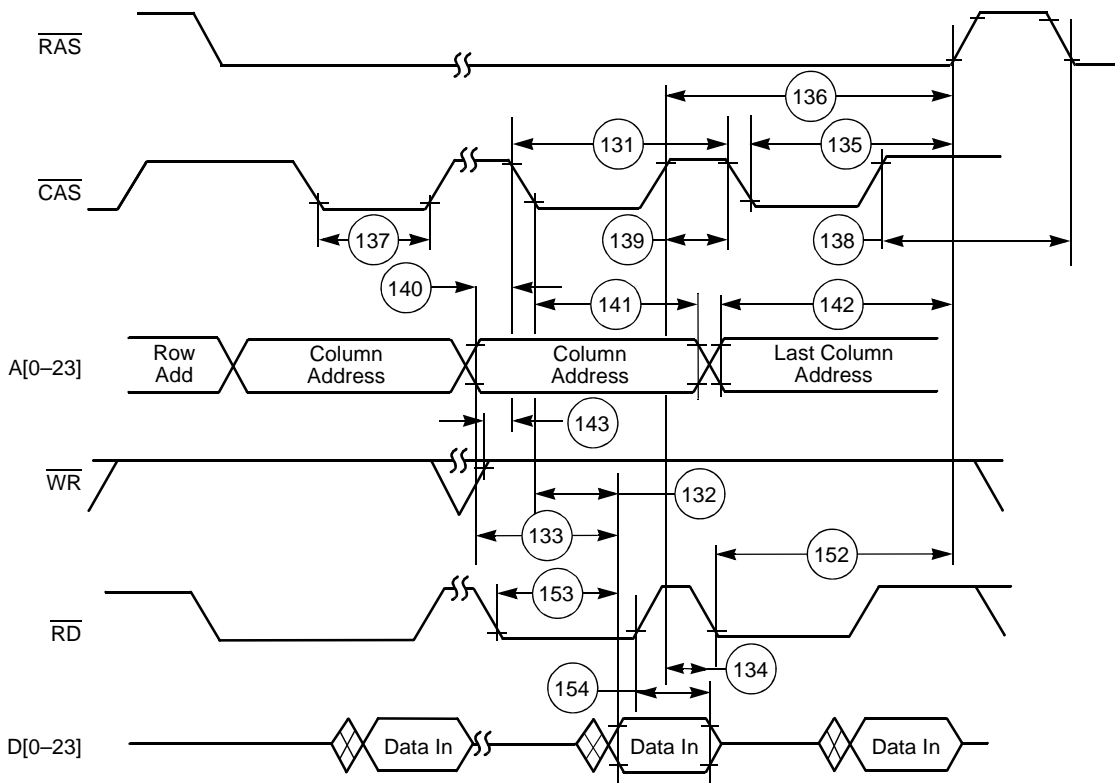 RAS
136
131
135
CAS
137
139
138
140
141
142
A[0–23]
Row
Add
Column
Address
Column
Address
Last Column
Address
143
WR
132
133
152
153
RD
134
154
D[0–23]
Data In
Data In
Data In